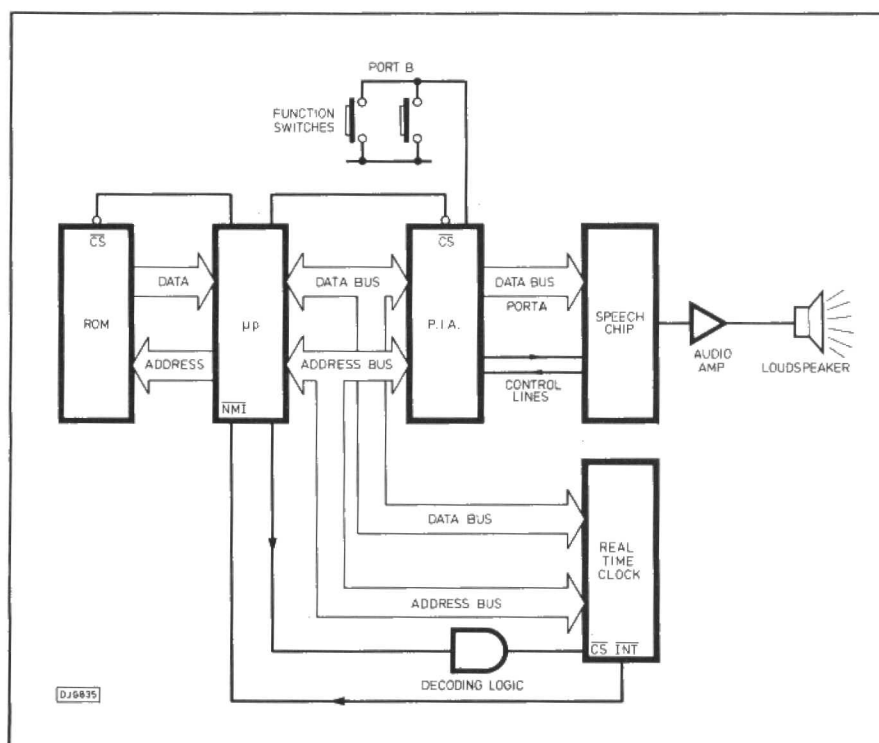 PORT B
FUNCTION
SWITCHES
CS
ROM
DATA
ADDRESS
μp
NMI
DATA BUS
ADDRESS BUS
CS
P.I.A.
DATA BUS
PORT A
CONTROL
LINES
SPEECH
CHIP
AUDIO
AMP
LOUDSPEAKER
DATA BUS
ADDRESS BUS
REAL
TIME
CLOCK
CS INT
DECODING LOGIC
DJG835